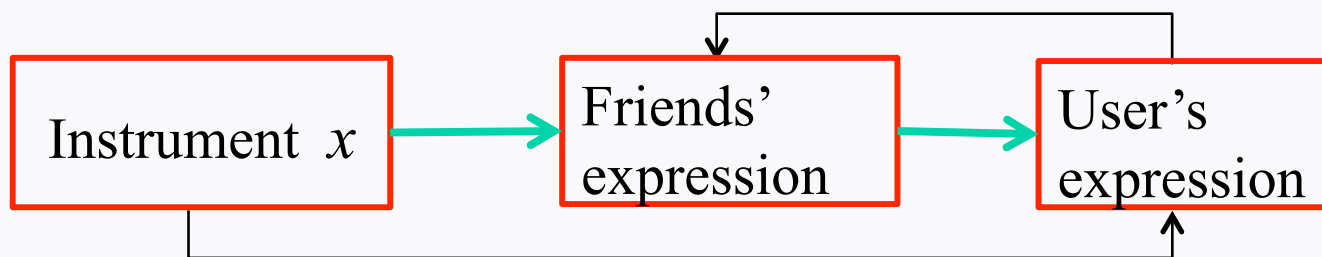 Instrument x
Friends’
expression
User’s
expression